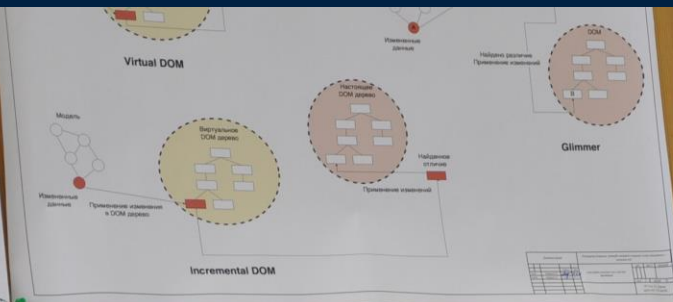 Измененные
данные
Virtual DOM
Найдено различие
Применение изменений
DOM
Glimmer
Модель
Виртуальное
DOM дерево
Настоящее
DOM дерево
Найденное
отличие
Измененные
данные
Применение изменения
в DOM дерево
Применение изменений
Incremental DOM